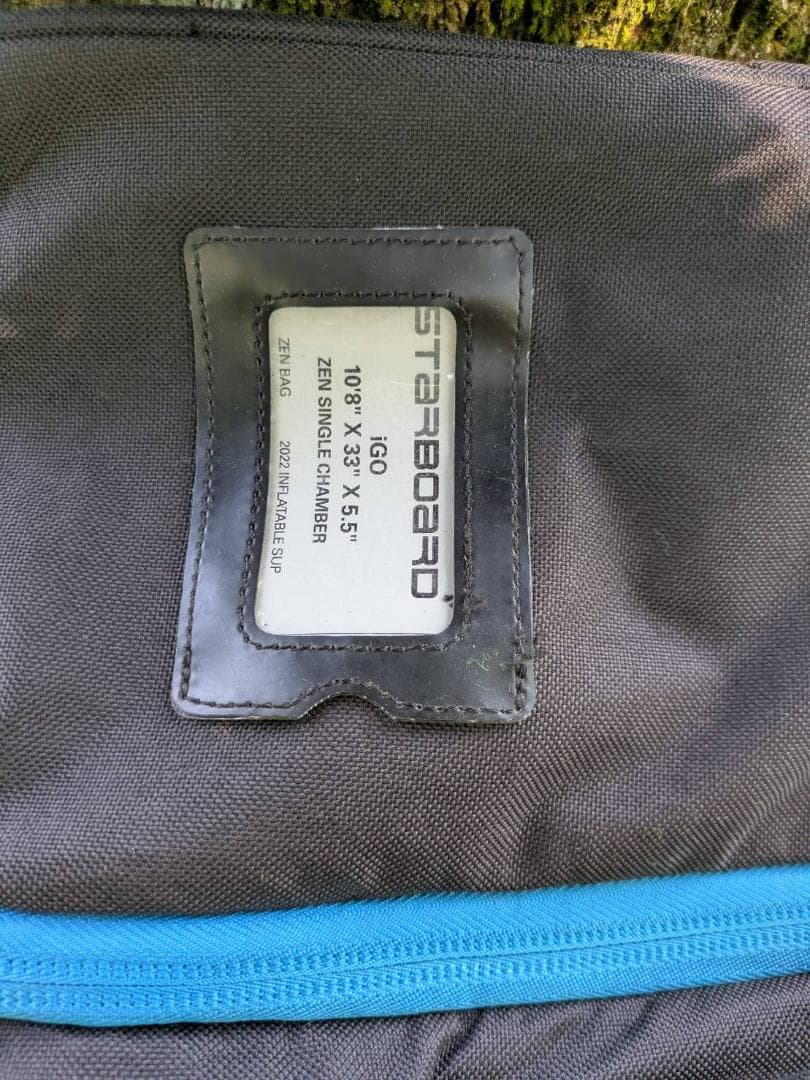 STARBOARD
iGO
10'8" X 33" X 5.5"
ZEN SINGLE CHAMBER
ZEN BAG 2022 INFLATABLE SUP